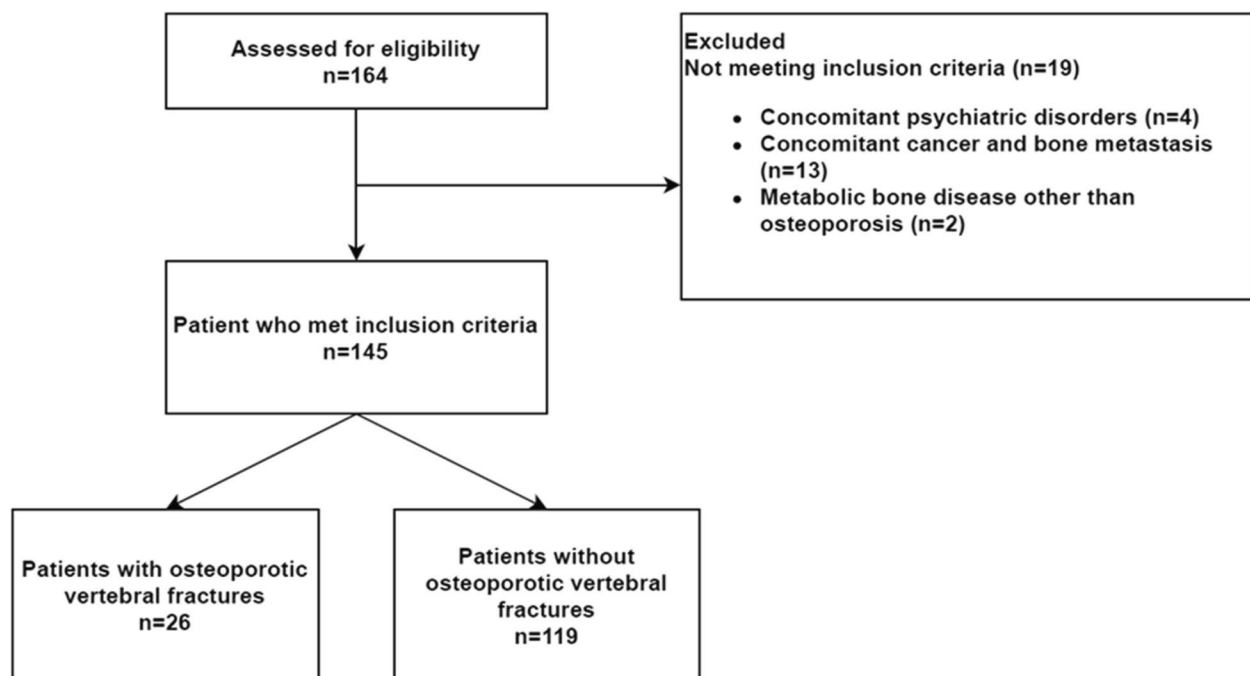 Assessed for eligibility
n=164
Excluded
Not meeting inclusion criteria (n=19)
• Concomitant psychiatric disorders (n=4)
• Concomitant cancer and bone metastasis
(n=13)
• Metabolic bone disease other than
osteoporosis (n=2)
Patient who met inclusion criteria
n=145
Patients with osteoporotic
vertebral fractures
n=26
Patients without
osteoporotic vertebral
fractures
n=119